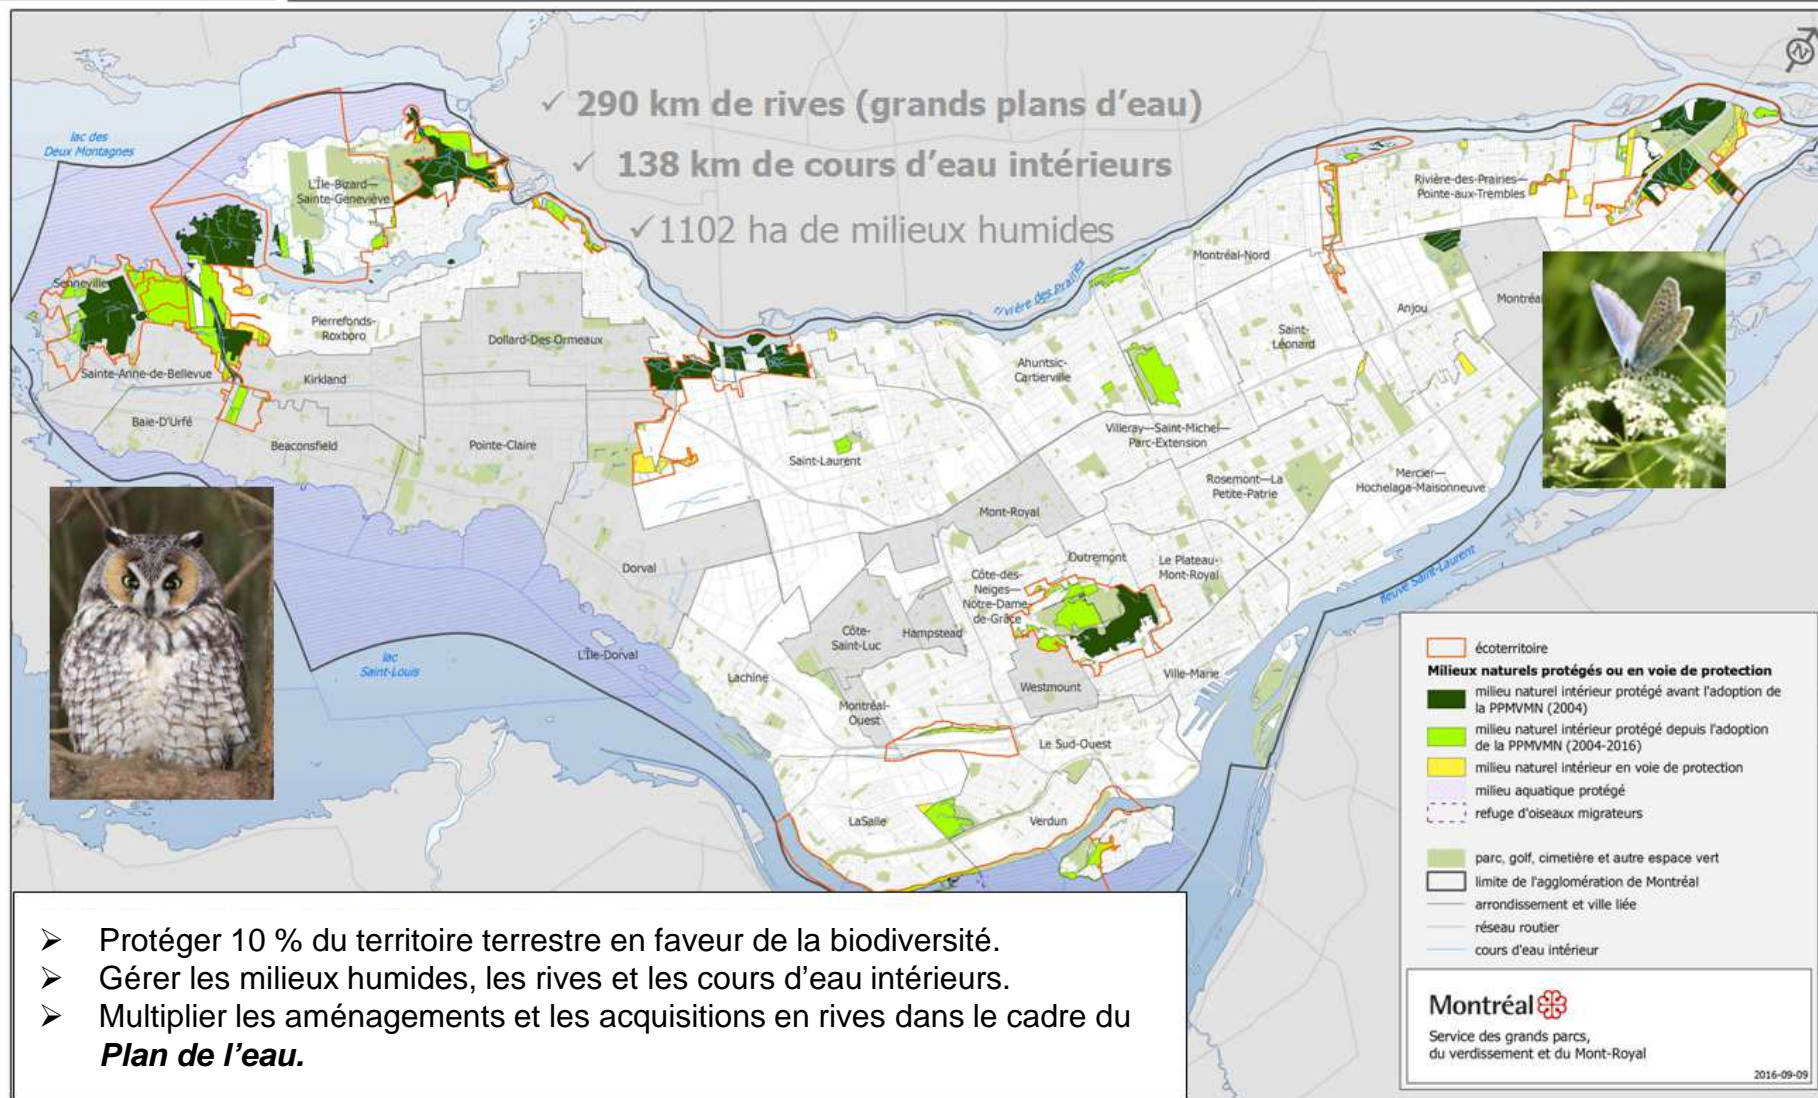 ✓ 290 km de rives (grands plans d'eau)
✓ 138 km de cours d'eau intérieurs
✓1102 ha de milieux humides
N
lac des
Deux Montagnes
L'Île-Bizard—
Sainte-Geneviève
Senneville
Pierrefonds-
Roxboro
Dollard-Des Ormeaux
Sainte-Anne-de-Bellevue
Kirkland
Baie-D'Urfé
Beaconsfield
Pointe-Claire
Saint-Laurent
rivière des Prairies
Montréal-Nord
Rivière-des-Prairies—
Pointe-aux-Trembles
Anjou
Montréal
Saint-
Léonard
Ahuntsic-
Cartierville
Villeray—Saint-Michel—
Parc-Extension
Rosemont—La
Petite-Patrie
Mercier—
Hochelaga-Maisonneuve
Mont-Royal
Outremont
Le Plateau-
Mont-Royal
Côte-des-
Neiges—
Notre-Dame-
de-Grâce
Dorval
Côte-
Saint-Luc
Hampstead
L'Île-Dorval
lac
Saint-Louis
Lachine
Montréal-
Ouest
Westmount
Ville-Marie
Le Sud-Ouest
LaSalle
Verdun
fleuve Saint-Laurent
écoterritoire
Milieux naturels protégés ou en voie de protection
milieu naturel intérieur protégé avant l'adoption de
la PPMVMN (2004)
milieu naturel intérieur protégé depuis l'adoption
de la PPMVMN (2004-2016)
milieu naturel intérieur en voie de protection
milieu aquatique protégé
refuge d'oiseaux migrateurs
parc, golf, cimetière et autre espace vert
limite de l'agglomération de Montréal
arrondissement et ville liée
réseau routier
cours d'eau intérieur
Montréal
Service des grands parcs,
du verdissement et du Mont-Royal
2016-09-09
➢ Protéger 10 % du territoire terrestre en faveur de la biodiversité.
➢ Gérer les milieux humides, les rives et les cours d'eau intérieurs.
➢ Multiplier les aménagements et les acquisitions en rives dans le cadre du
Plan de l'eau.